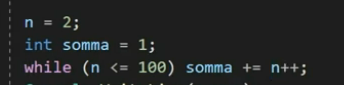 n = 2;
int somma = 1;
while (n <= 100) somma += n++;